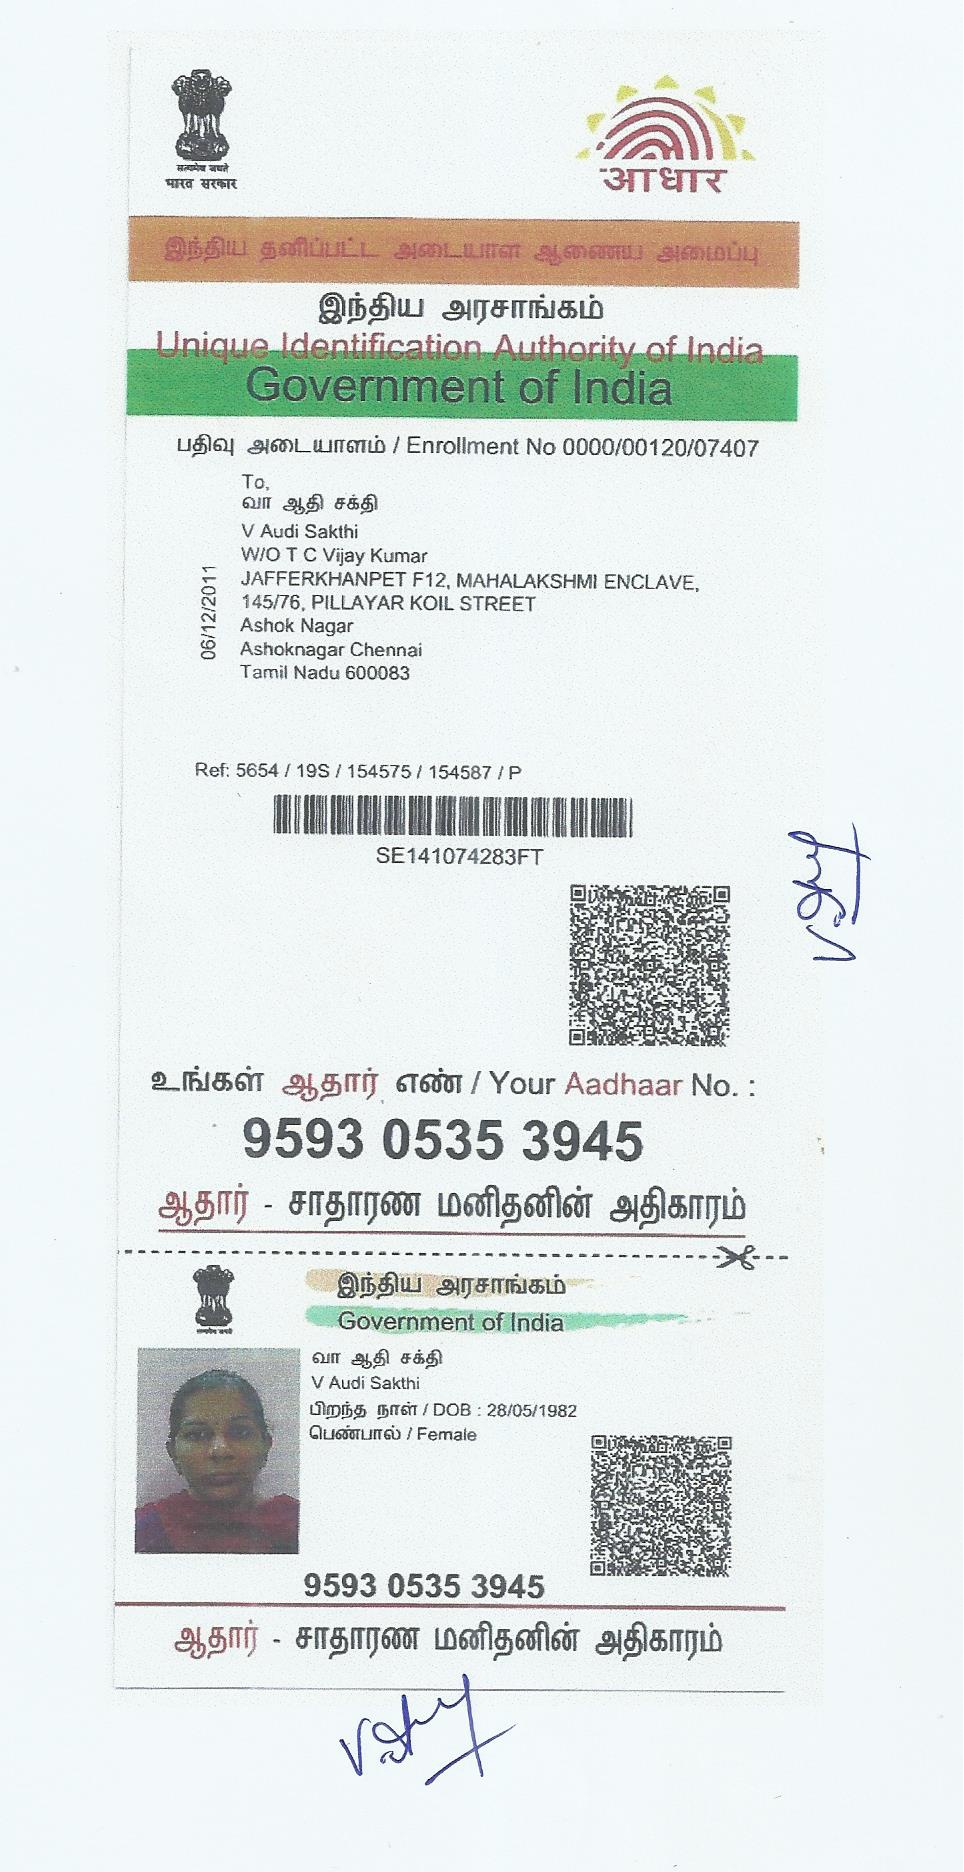 सत्यमेव जयते
भारत सरकार
आधार
இந்திய தனிப்பட்ட அடையாள ஆணைய அமைப்பு
இந்திய அரசாங்கம்
Unique Identification Authority of India
Government of India
பதிவு அடையாளம் / Enrollment No 0000/00120/07407
To,
வா ஆதி சக்தி
V Audi Sakthi
W/O T C Vijay Kumar
JAFFERKHANPET F12, MAHALAKSHMI ENCLAVE,
145/76, PILLAYAR KOIL STREET
Ashok Nagar
Ashoknagar Chennai
Tamil Nadu 600083
06/12/2011
Ref: 5654 / 19S / 154575 / 154587 / P
SE141074283FT
உங்கள் ஆதார் எண் / Your Aadhaar No. :
9593 0535 3945
ஆதார் - சாதாரண மனிதனின் அதிகாரம்
இந்திய அரசாங்கம்
Government of India
வா ஆதி சக்தி
V Audi Sakthi
பிறந்த நாள் / DOB : 28/05/1982
பெண்பால் / Female
9593 0535 3945
ஆதார் - சாதாரண மனிதனின் அதிகாரம்